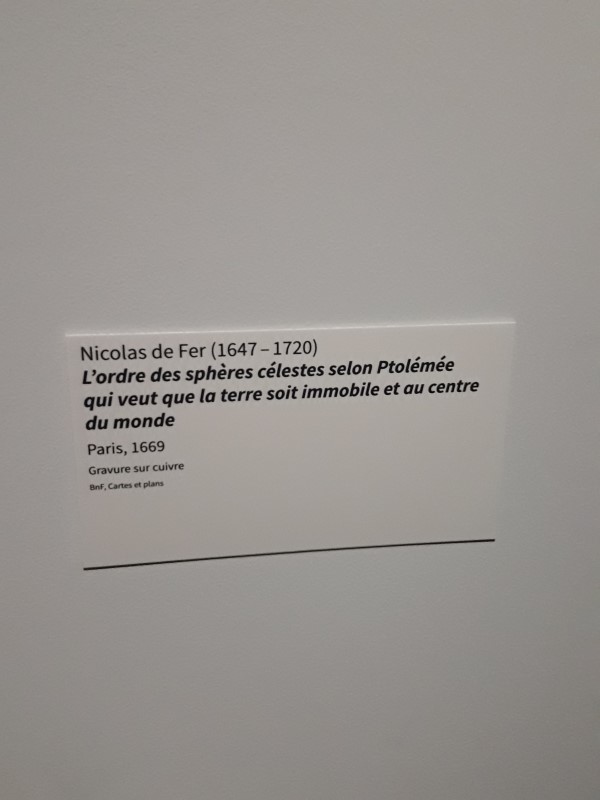 Nicolas de Fer (1647 – 1720)
L’ordre des sphères célestes selon Ptolémée
qui veut que la terre soit immobile et au centre
du monde
Paris, 1669
Gravure sur cuivre
BnF, Cartes et plans